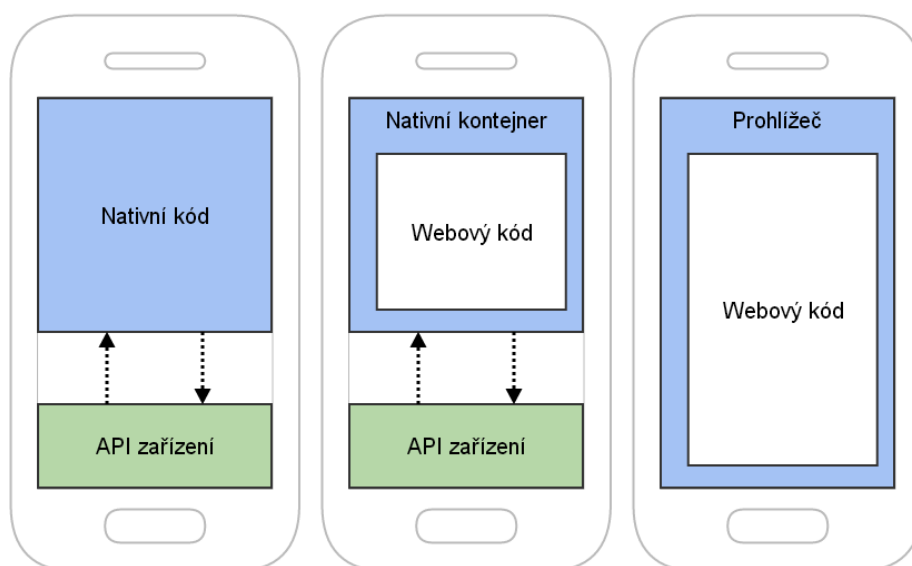 Nativní kód
API zařízení
Nativní kontejner
Webový kód
API zařízení
Prohlížeč
Webový kód